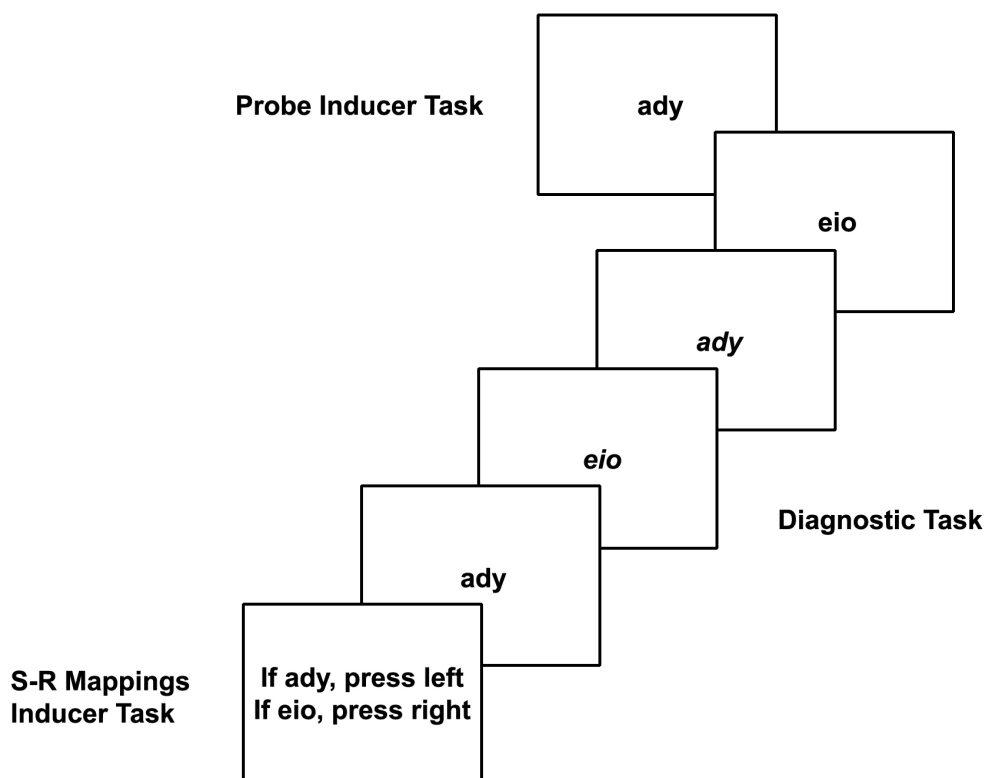 Probe Inducer Task
ady
eio
ady
eio
Diagnostic Task
ady
S-R Mappings
Inducer Task
If ady, press left
If eio, press right